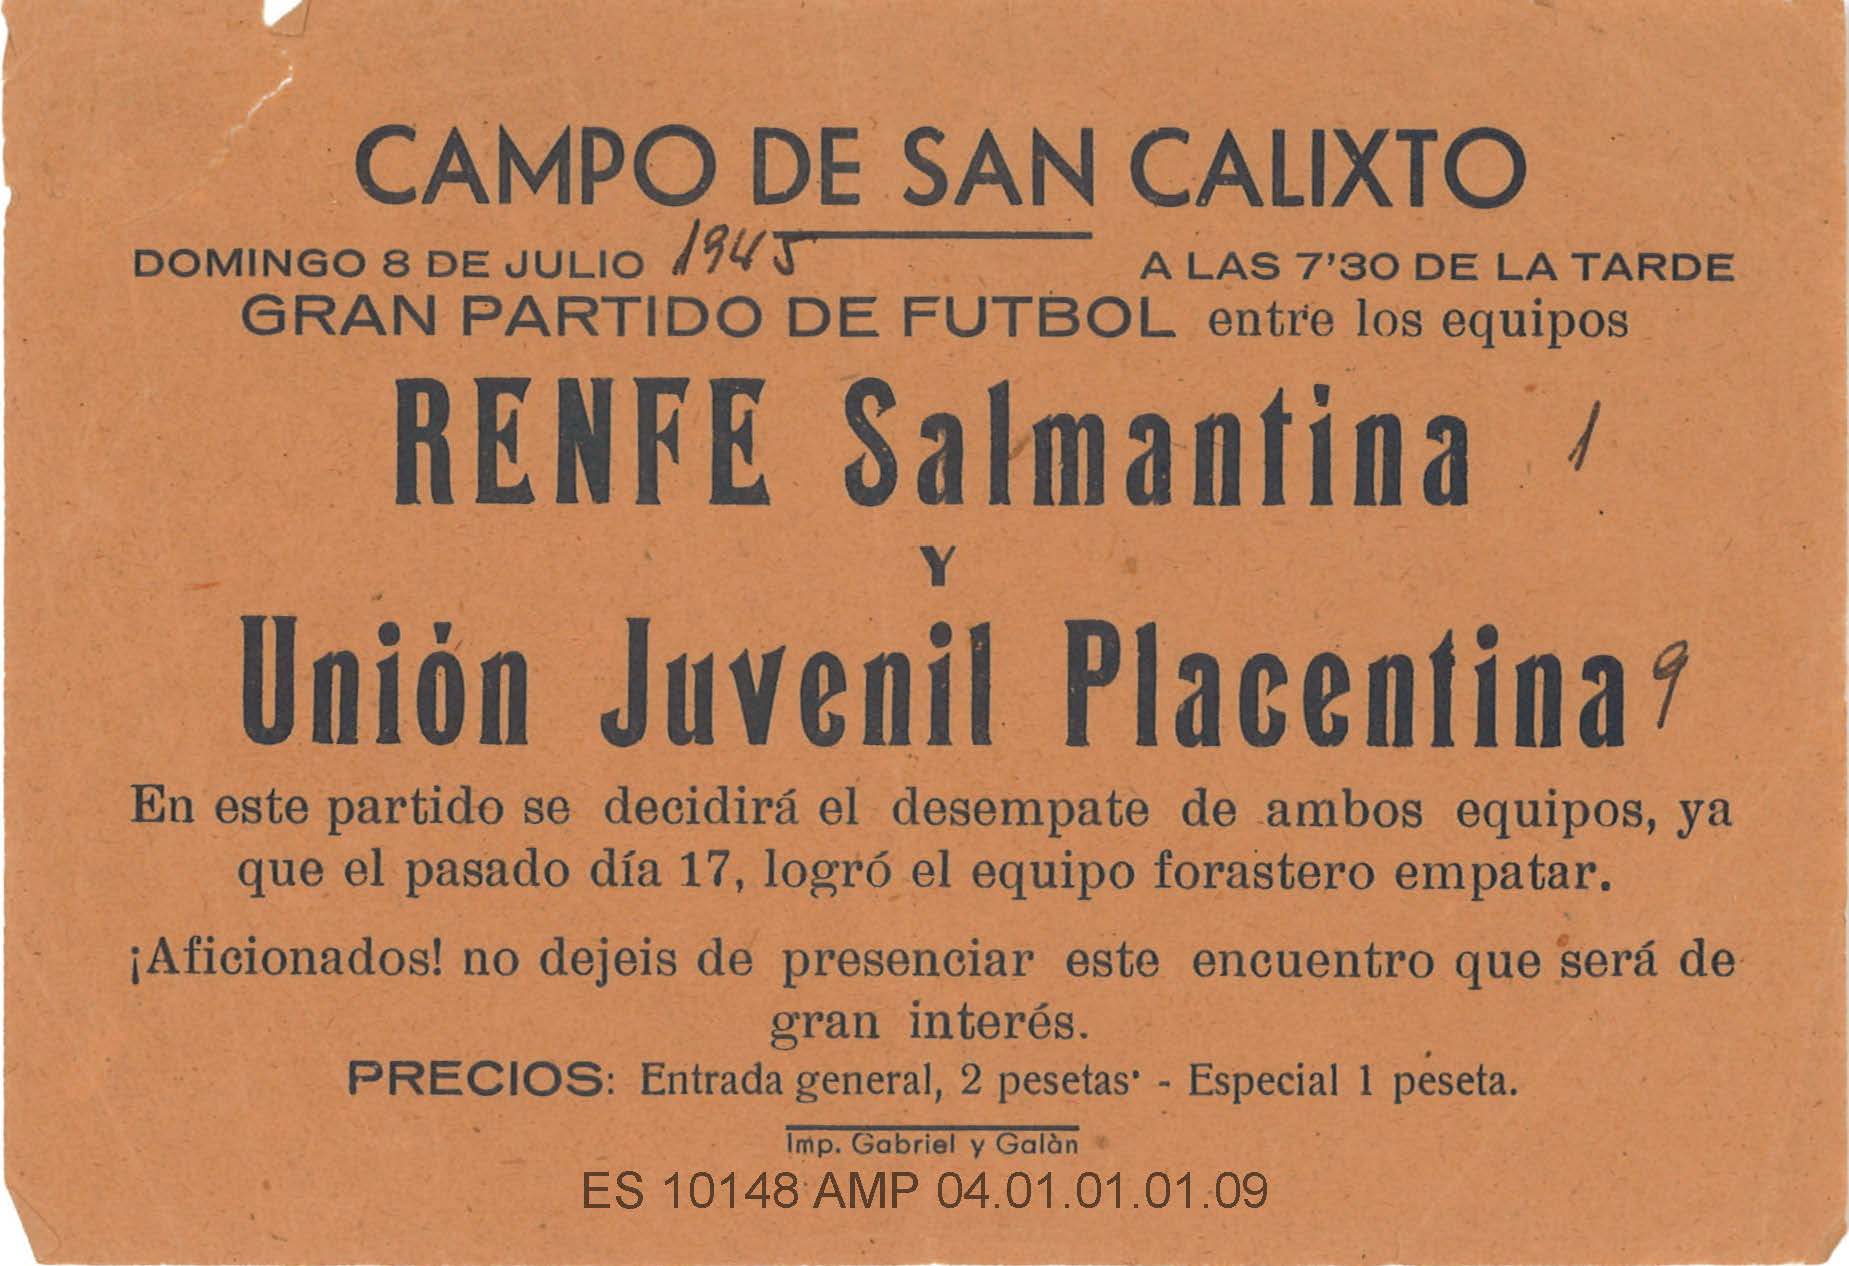 CAMPO DE SAN CALIXTO
DOMINGO 8 DE JULIO 1945 A LAS 7'30 DE LA TARDE
GRAN PARTIDO DE FUTBOL entre los equipos
RENFE Salmantina 1
Y
Unión Juvenil Placentina 9
En este partido se decidirá el desempate de ambos equipos, ya
que el pasado día 17, logró el equipo forastero empatar.
¡Aficionados! no dejeis de presenciar este encuentro que será de
gran interés.
PRECIOS: Entrada general, 2 pesetas· - Especial 1 peseta.
Imp. Gabriel y Galàn
ES 10148 AMP 04.01.01.01.09